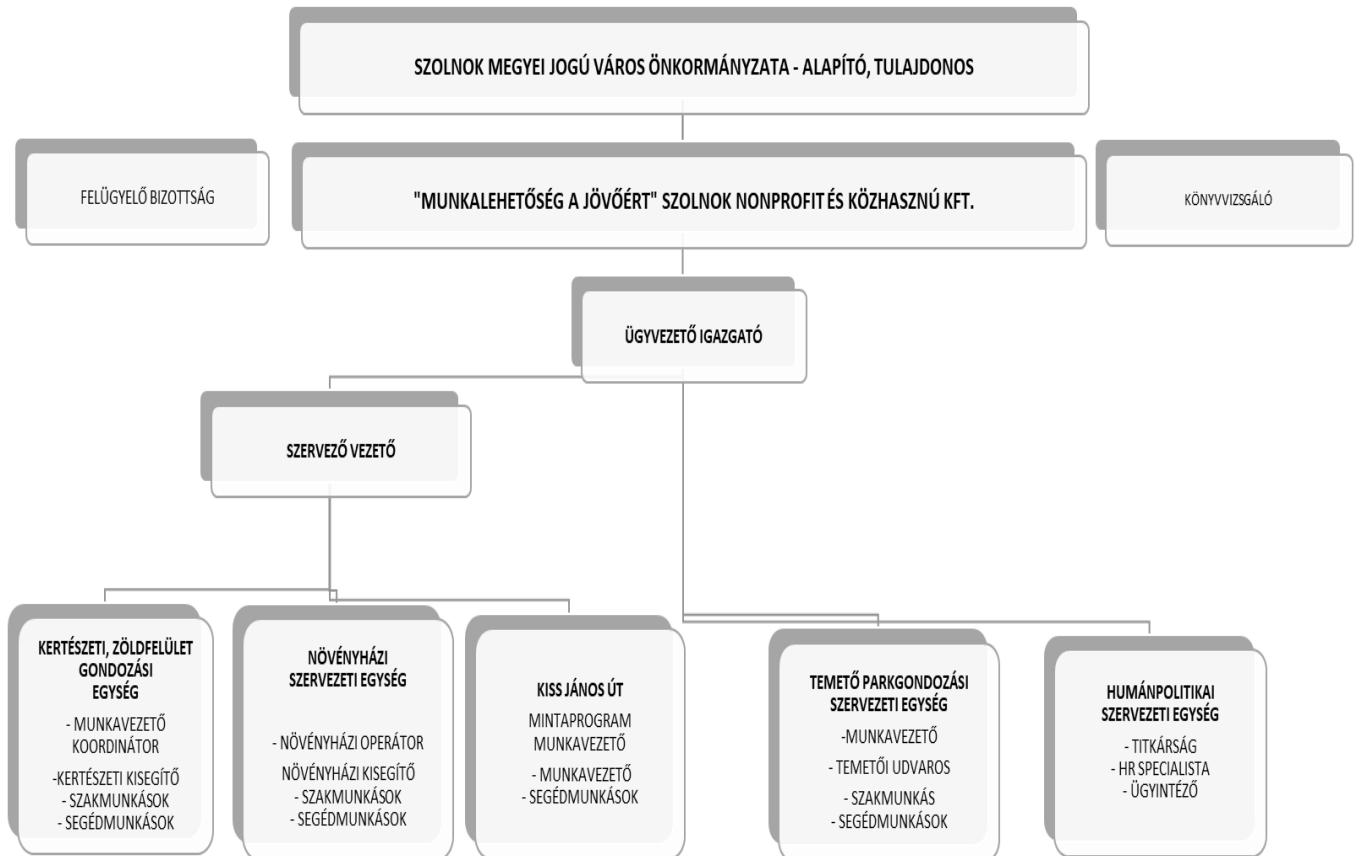 SZOLNOK MEGYEI JOGÚ VÁROS ÖNKORMÁNYZATA - ALAPÍTÓ, TULAJDONOS
FELÜGYELŐ BIZOTTSÁG
"MUNKALEHETŐSÉG A JÖVŐÉRT" SZOLNOK NONPROFIT ÉS KÖZHASZNÚ KFT.
KÖNYVVIZSGÁLÓ
ÜGYVEZETŐ IGAZGATÓ
SZERVEZŐ VEZETŐ
KERTÉSZETI, ZÖLDFELÜLET
GONDOZÁSI
EGYSÉG
- MUNKAVEZETŐ
KOORDINÁTOR
-KERTÉSZETI KISEGÍTŐ
- SZAKMUNKÁSOK
- SEGÉDMUNKÁSOK
NÖVÉNYHÁZI
SZERVEZETI EGYSÉG
- NÖVÉNYHÁZI OPERÁTOR
NÖVÉNYHÁZI KISEGÍTŐ
- SZAKMUNKÁSOK
- SEGÉDMUNKÁSOK
KISS JÁNOS ÚT
MINTAPROGRAM
MUNKAVEZETŐ
- MUNKAVEZETŐ
- SEGÉDMUNKÁSOK
TEMETŐ PARKGONDOZÁSI
SZERVEZETI EGYSÉG
-MUNKAVEZETŐ
- TEMETŐI UDVAROS
- SZAKMUNKÁS
- SEGÉDMUNKÁSOK
HUMÁNPOLITIKAI
SZERVEZETI EGYSÉG
- TITKÁRSÁG
- HR SPECIALISTA
- ÜGYINTÉZŐ